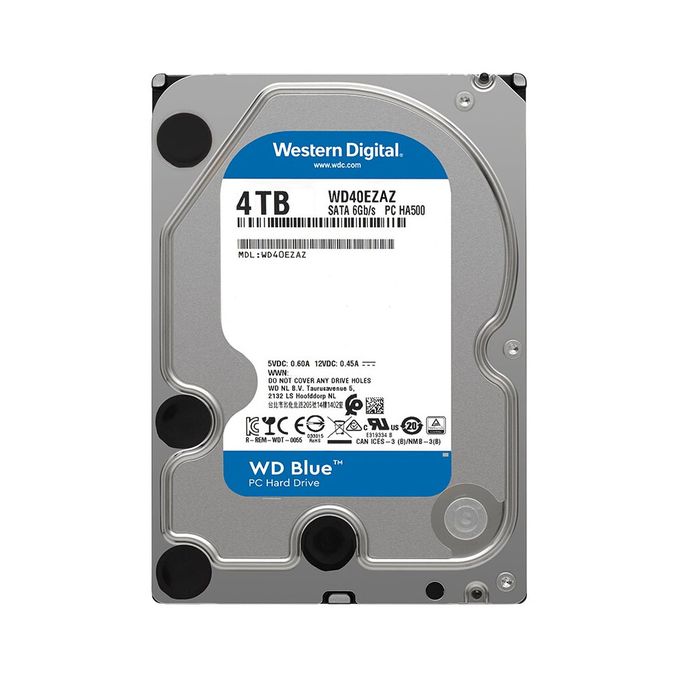 Western Digital®
www.wdc.com
4TB
WD40EZAZ
SATA 6Gb/s PC HA500
MDL:WD40EZAZ
5VDC: 0.60A 12VDC: 0.45A
WWN:
DO NOT COVER ANY DRIVE HOLES
WD NL B.V. Taurusavenue 5,
2132 LS Hoofddorp NL
R-REM-WDT-0055
RoHS
E319334 B
20
CAN ICES-3 (B)/NMB-3(B)
WD Blue™
PC Hard Drive